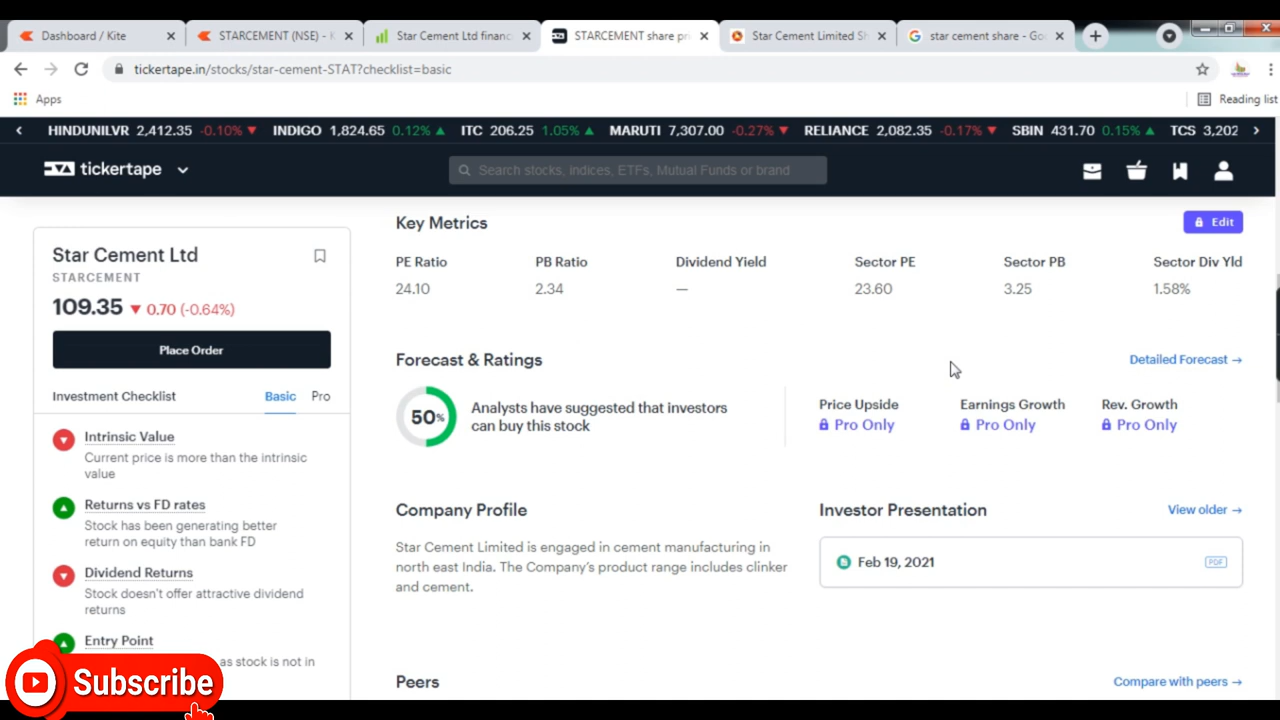 Dashboard / Kite
STARCEMENT (NSE) -
Star Cement Ltd financ
STARCEMENT share pri
Star Cement Limited Sh
star cement share - Goo
tickertape.in/stocks/star-cement-STAT?checklist=basic
Apps
Reading list
HINDUNILVR 2,412.35 -0.10% ▼ INDIGO 1,824.65 0.12% ▲ ITC 206.25 1.05% ▲ MARUTI 7,307.00 -0.27% ▼ RELIANCE 2,082.35 -0.17% ▼ SBIN 431.70 0.15% ▲ TCS 3,202
tickertape
Search stocks, indices, ETFs, Mutual Funds or brand
Star Cement Ltd
STARCEMENT
109.35 ▼ 0.70 (-0.64%)
Place Order
Investment Checklist Basic Pro
Intrinsic Value
Current price is more than the intrinsic
value
Returns vs FD rates
Stock has been generating better
return on equity than bank FD
Dividend Returns
Stock doesn't offer attractive dividend
returns
Entry Point
as stock is not in
Subscribe
Key Metrics
Edit
PE Ratio PB Ratio Dividend Yield Sector PE Sector PB Sector Div Yld
24.10 2.34 — 23.60 3.25 1.58%
Forecast & Ratings
Detailed Forecast →
50%
Analysts have suggested that investors
can buy this stock
Price Upside Earnings Growth Rev. Growth
Pro Only Pro Only Pro Only
Company Profile
Star Cement Limited is engaged in cement manufacturing in
north east India. The Company's product range includes clinker
and cement.
Investor Presentation
View older →
Feb 19, 2021
PDF
Peers
Compare with peers →